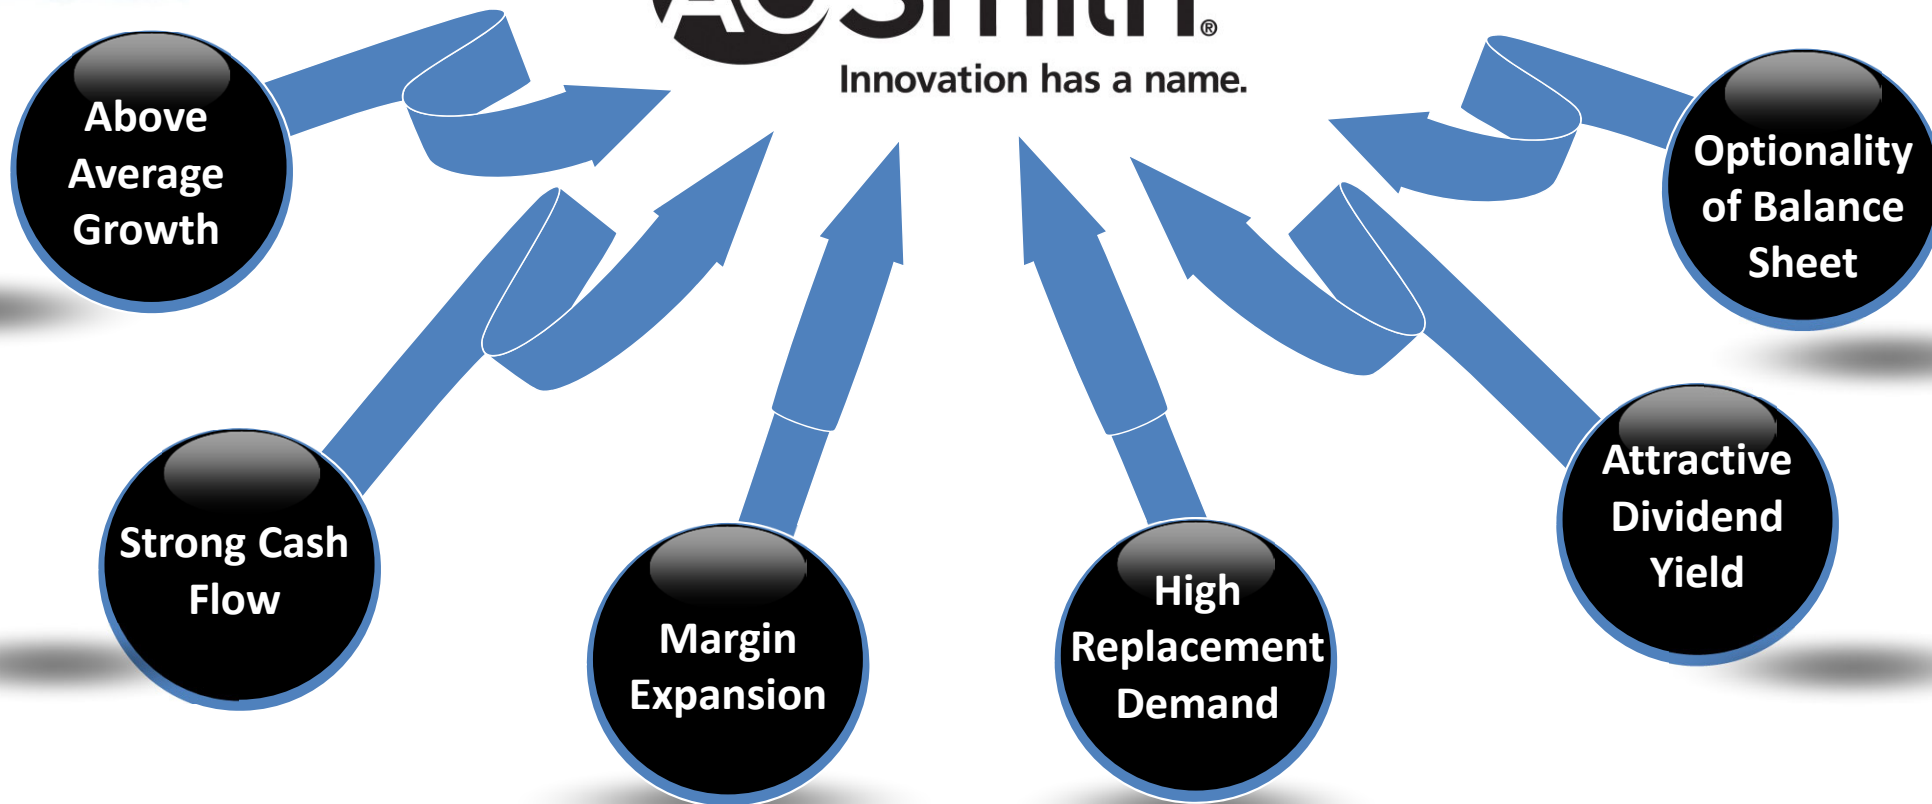 AOSmith®
Innovation has a name.
Above
Average
Growth
Strong Cash
Flow
Margin
Expansion
High
Replacement
Demand
Attractive
Dividend
Yield
Optionality
of Balance
Sheet